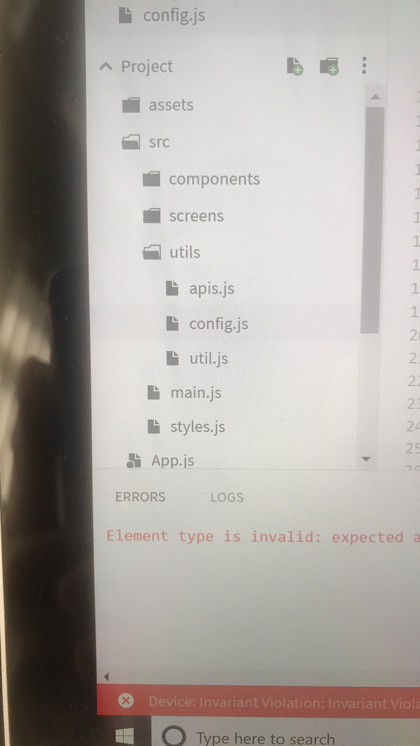 config.js
Project
assets
src
components
screens
utils
apis.js
config.js
util.js
main.js
styles.js
App.js
ERRORS LOGS
Element type is invalid: expected a
Device: Invariant Violation: Invariant Viola
Type here to search